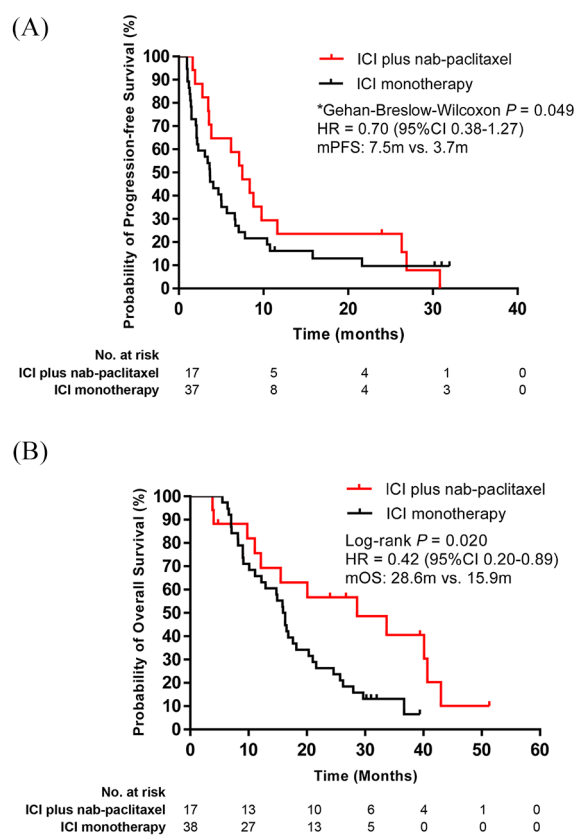 (A)
Probability of Progression-free Survival (%)
100
90
80
70
60
50
40
30
20
10
0
0 10 20 30 40
Time (months)
ICI plus nab-paclitaxel
ICI monotherapy
*Gehan-Breslow-Wilcoxon P = 0.049
HR = 0.70 (95%CI 0.38-1.27)
mPFS: 7.5m vs. 3.7m
No. at risk
ICI plus nab-paclitaxel 17 5 4 1 0
ICI monotherapy 37 8 4 3 0
(B)
Probability of Overall Survival (%)
100
90
80
70
60
50
40
30
20
10
0
0 10 20 30 40 50 60
Time (Months)
ICI plus nab-paclitaxel
ICI monotherapy
Log-rank P = 0.020
HR = 0.42 (95%CI 0.20-0.89)
mOS: 28.6m vs. 15.9m
No. at risk
ICI plus nab-paclitaxel 17 13 10 6 4 1 0
ICI monotherapy 38 27 13 5 0 0 0